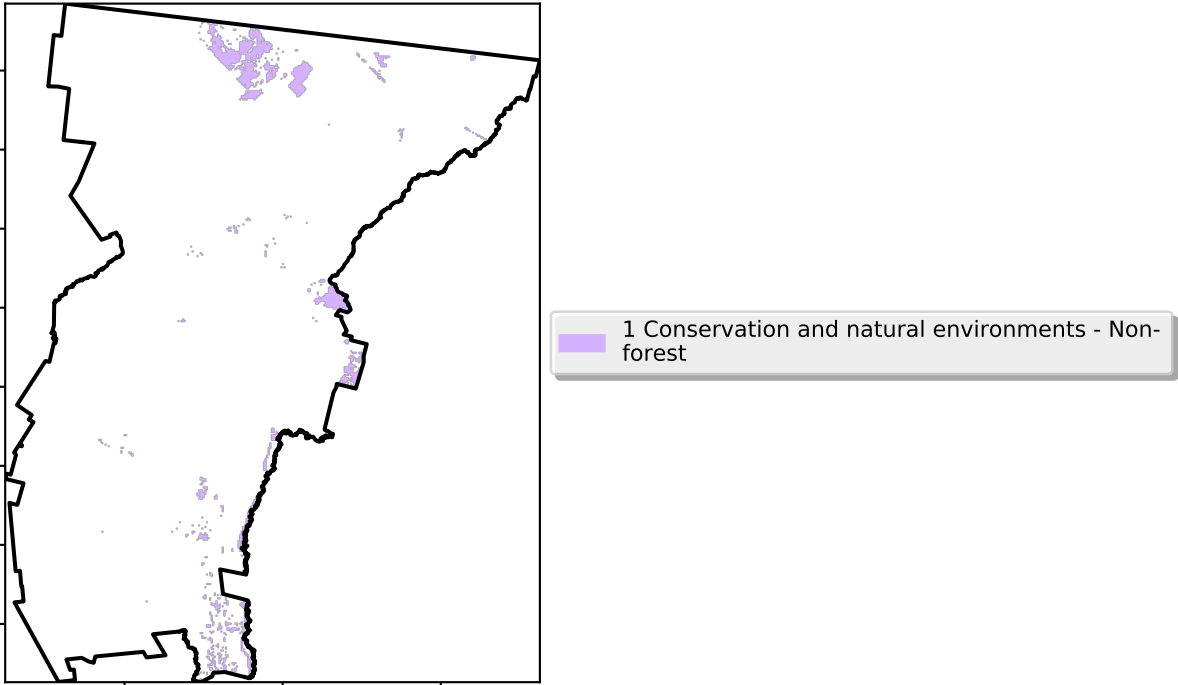 1 Conservation and natural environments - Non-
forest